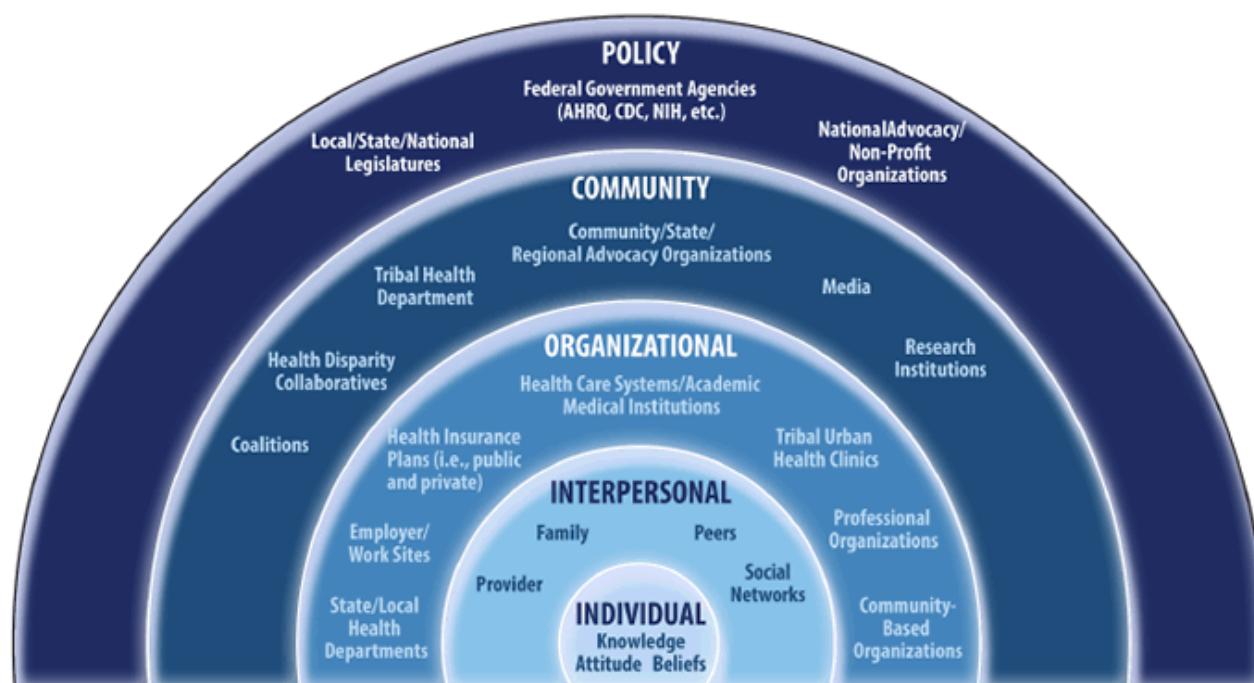 POLICY
Federal Government Agencies
(AHRQ, CDC, NIH, etc.)
Local/State/National
Legislatures
NationalAdvocacy/
Non-Profit
Organizations
COMMUNITY
Community/State/
Regional Advocacy Organizations
Tribal Health
Department
Media
Health Disparity
Collaboratives
Research
Institutions
Coalitions
ORGANIZATIONAL
Health Care Systems/Academic
Medical Institutions
Health Insurance
Plans (i.e., public
and private)
Tribal Urban
Health Clinics
Employer/
Work Sites
Professional
Organizations
State/Local
Health
Departments
Community-
Based
Organizations
INTERPERSONAL
Family
Peers
Provider
Social
Networks
INDIVIDUAL
Knowledge
Attitude Beliefs